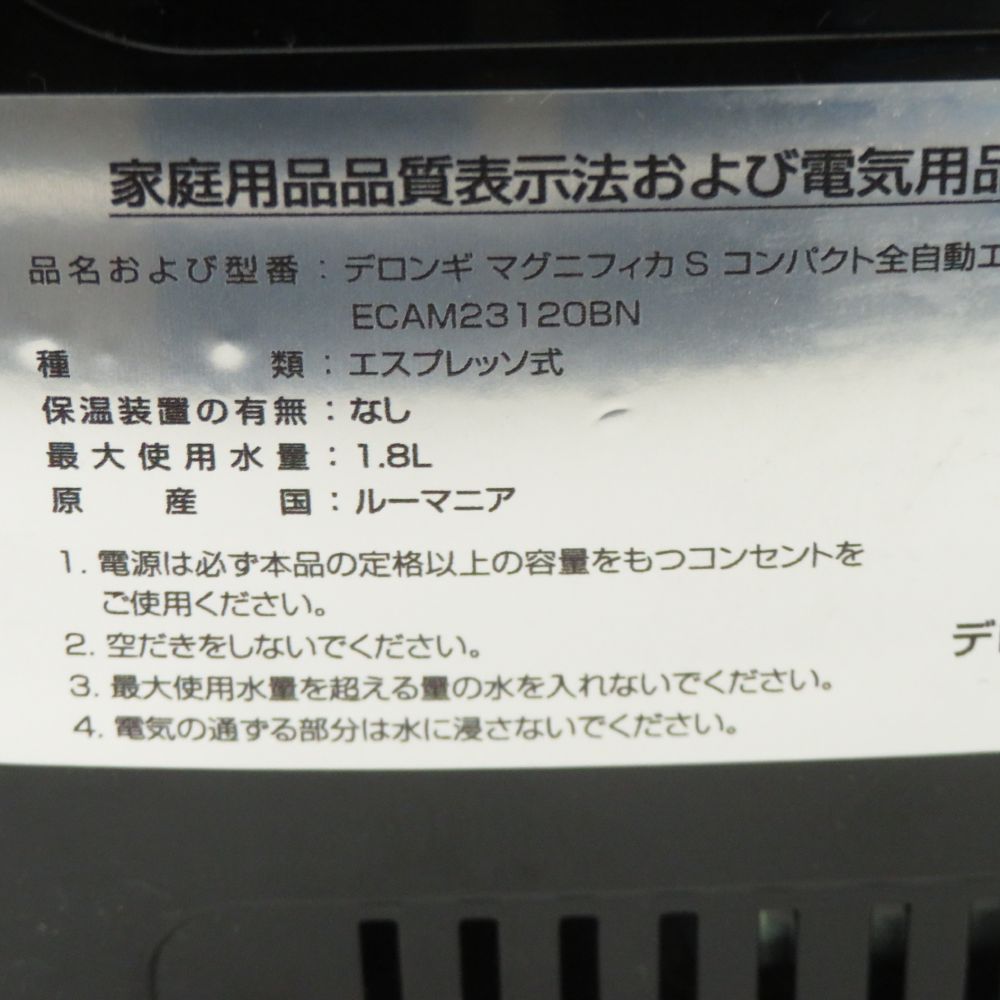 家庭用品品質表示法および電気用品
品名および型番：デロンギ マグニフィカ S コンパクト全自動エ
ECAM23120BN
種類：エスプレッソ式
保温装置の有無：なし
最大使用水量：1.8L
原産国：ルーマニア
1. 電源は必ず本品の定格以上の容量をもつコンセントを
ご使用ください。
2. 空だきをしないでください。
デ
3. 最大使用水量を超える量の水を入れないでください。
4. 電気の通ずる部分は水に浸さないでください。